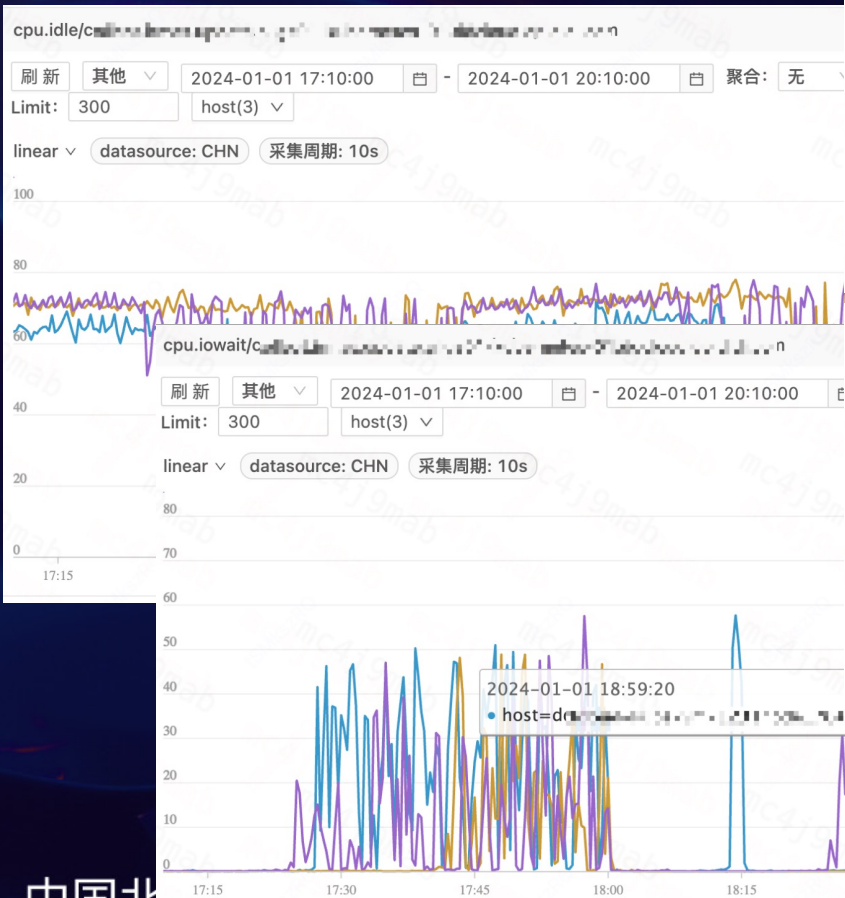 cpu.idle/c
刷 新 其他 2024-01-01 17:10:00 - 2024-01-01 20:10:00 聚合: 无
Limit: 300 host(3)
linear datasource: CHN 采集周期: 10s
100
80
60
40
20
0
17:15
cpu.iowait/c
刷 新 其他 2024-01-01 17:10:00 - 2024-01-01 20:10:00
Limit: 300 host(3)
linear datasource: CHN 采集周期: 10s
80
70
60
50
40
30
20
10
0
2024-01-01 18:59:20
host=de
17:15 17:30 17:45 18:00 18:15
中国北
mc4j9mab